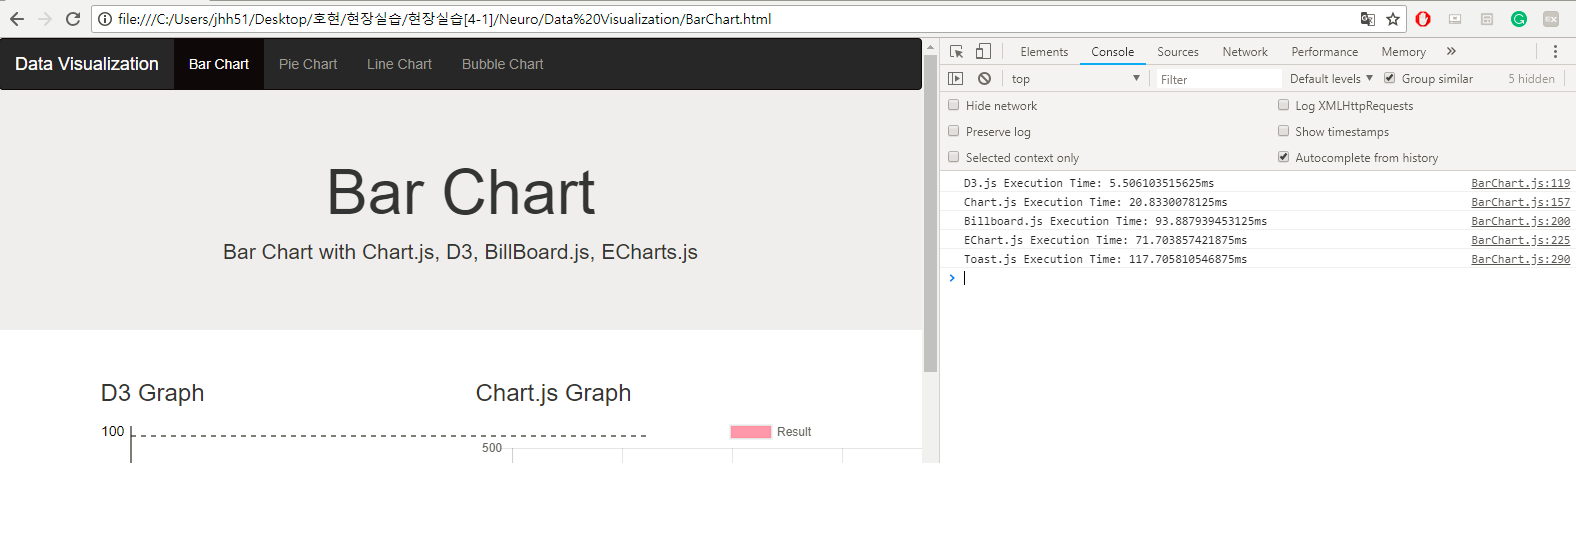 file:///C:/Users/jhh51/Desktop/호현/현장실습/현장실습[4-1]/Neuro/Data%20Visualization/BarChart.html
Data Visualization Bar Chart Pie Chart Line Chart Bubble Chart
Bar Chart
Bar Chart with Chart.js, D3, BillBoard.js, ECharts.js
D3 Graph
100
Chart.js Graph
Result
500
Elements Console Sources Network Performance Memory »
top ▼ Filter Default levels ▼ Group similar 5 hidden
Hide network Log XMLHttpRequests
Preserve log Show timestamps
Selected context only Autocomplete from history
D3.js Execution Time: 5.506103515625ms BarChart.js:119
Chart.js Execution Time: 20.8330078125ms BarChart.js:157
Billboard.js Execution Time: 93.887939453125ms BarChart.js:200
EChart.js Execution Time: 71.703857421875ms BarChart.js:225
Toast.js Execution Time: 117.705810546875ms BarChart.js:290
>